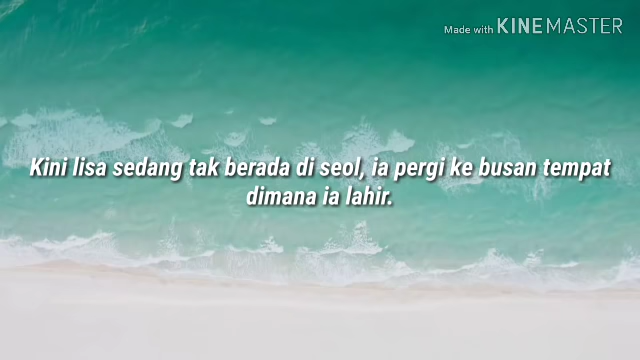 Made with KINEMASTER
Kini lisa sedang tak berada di seol, ia pergi ke busan tempat
dimana ia lahir.